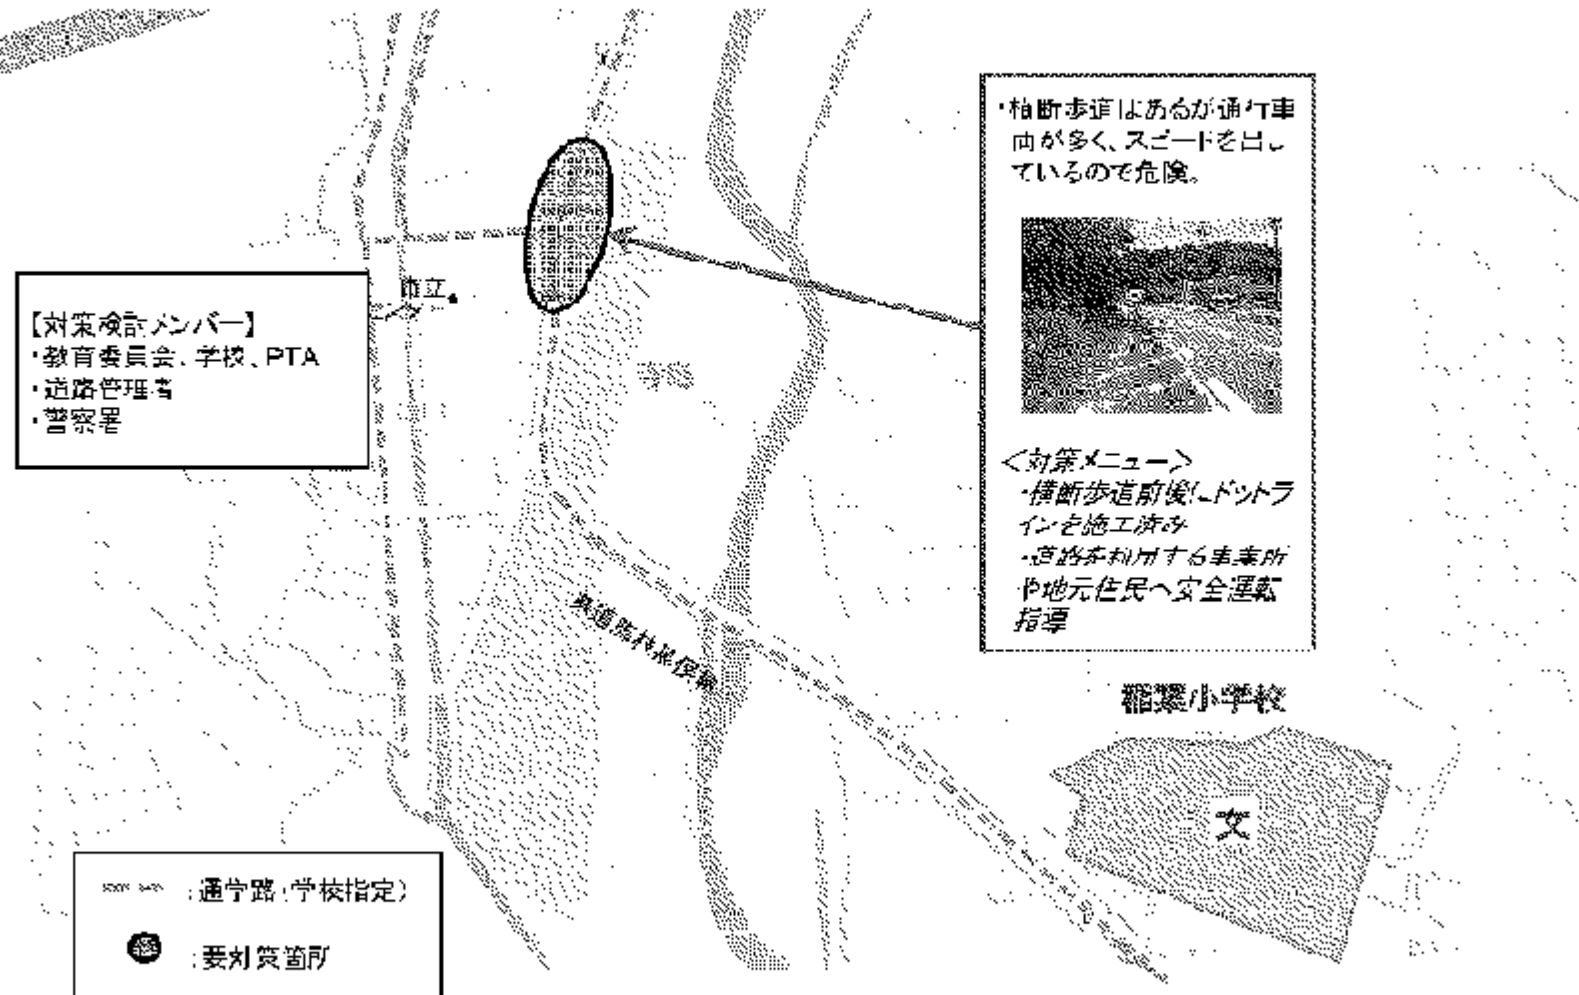 ・横断歩道はあるが通行車
両が多く、スピードを出し
ているので危険。
市立
【対策検討メンバー】
・教育委員会、学校、PTA
・道路管理者
・警察署
＜対策メニュー＞
・横断歩道前後にドットラ
インを施工済み
・道路を利用する事業所
や地元住民へ安全運転
指導
稲葉小学校
文
:通学路(学校指定)
:要対策箇所